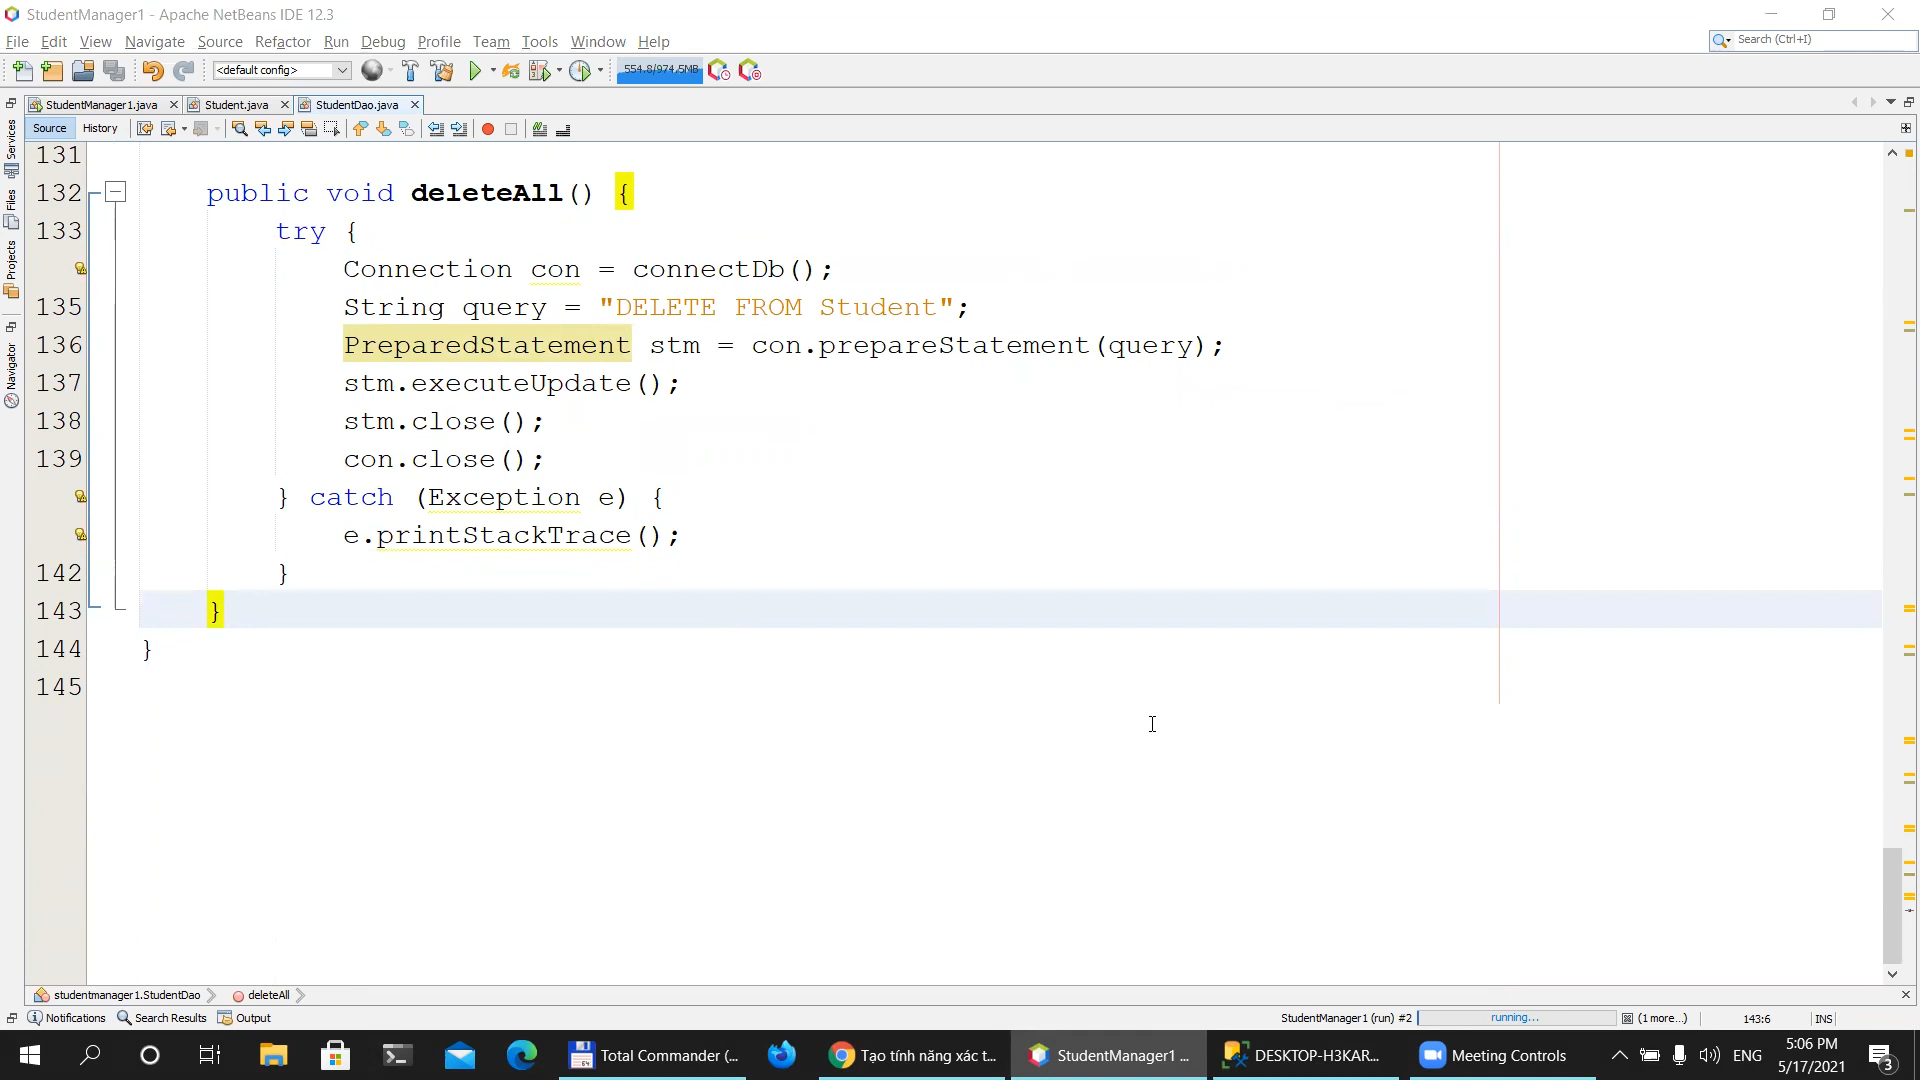 StudentManager1 - Apache NetBeans IDE 12.3
File Edit View Navigate Source Refactor Run Debug Profile Team Tools Window Help
Search (Ctrl+I)
<default config>
554.8/974.5MB
StudentManager1.java Student.java StudentDao.java
Source History
Services
Files
Projects
Navigator
131
132 public void deleteAll() {
133 try {
Connection con = connectDb();
135 String query = "DELETE FROM Student";
136 PreparedStatement stm = con.prepareStatement(query);
137 stm.executeUpdate();
138 stm.close();
139 con.close();
} catch (Exception e) {
e.printStackTrace();
142 }
143 }
144 }
145
studentmanager1.StudentDao deleteAll
Notifications Search Results Output
StudentManager1 (run) #2 running... (1 more...) 143:6 INS
Total Commander (... Tạo tính năng xác t... StudentManager1 ... DESKTOP-H3KAR... Meeting Controls ENG
5:06 PM
5/17/2021
3